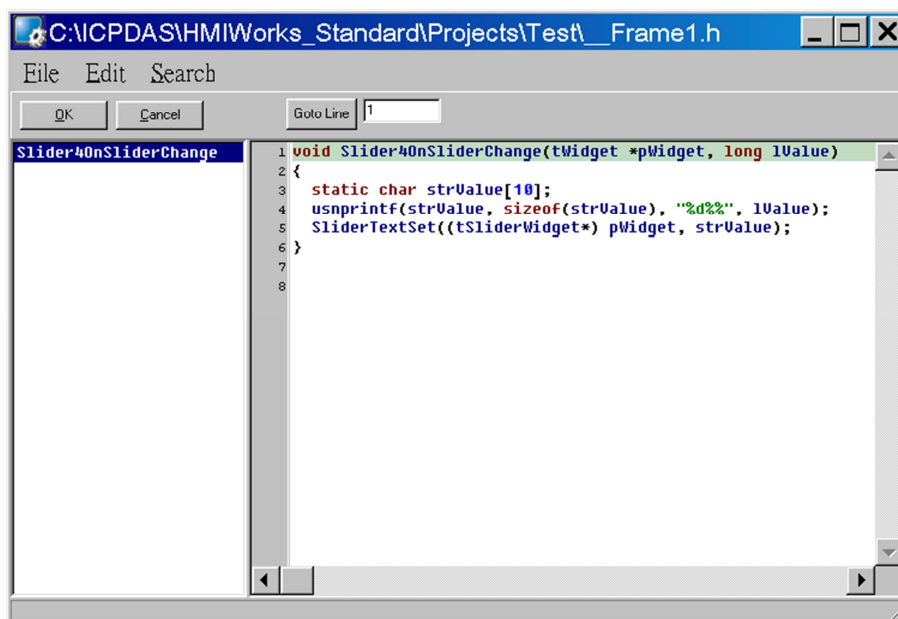 C:\ICPDAS\HMIWorks_Standard\Projects\Test\__Frame1.h
File Edit Search
OK Cancel Goto Line 1
Slider4OnSliderChange
1 void Slider4OnSliderChange(tWidget *pWidget, long lValue)
2 {
3 static char strValue[10];
4 usnprintf(strValue, sizeof(strValue), "%d%%", lValue);
5 SliderTextSet((tSliderWidget*) pWidget, strValue);
6 }
7
8